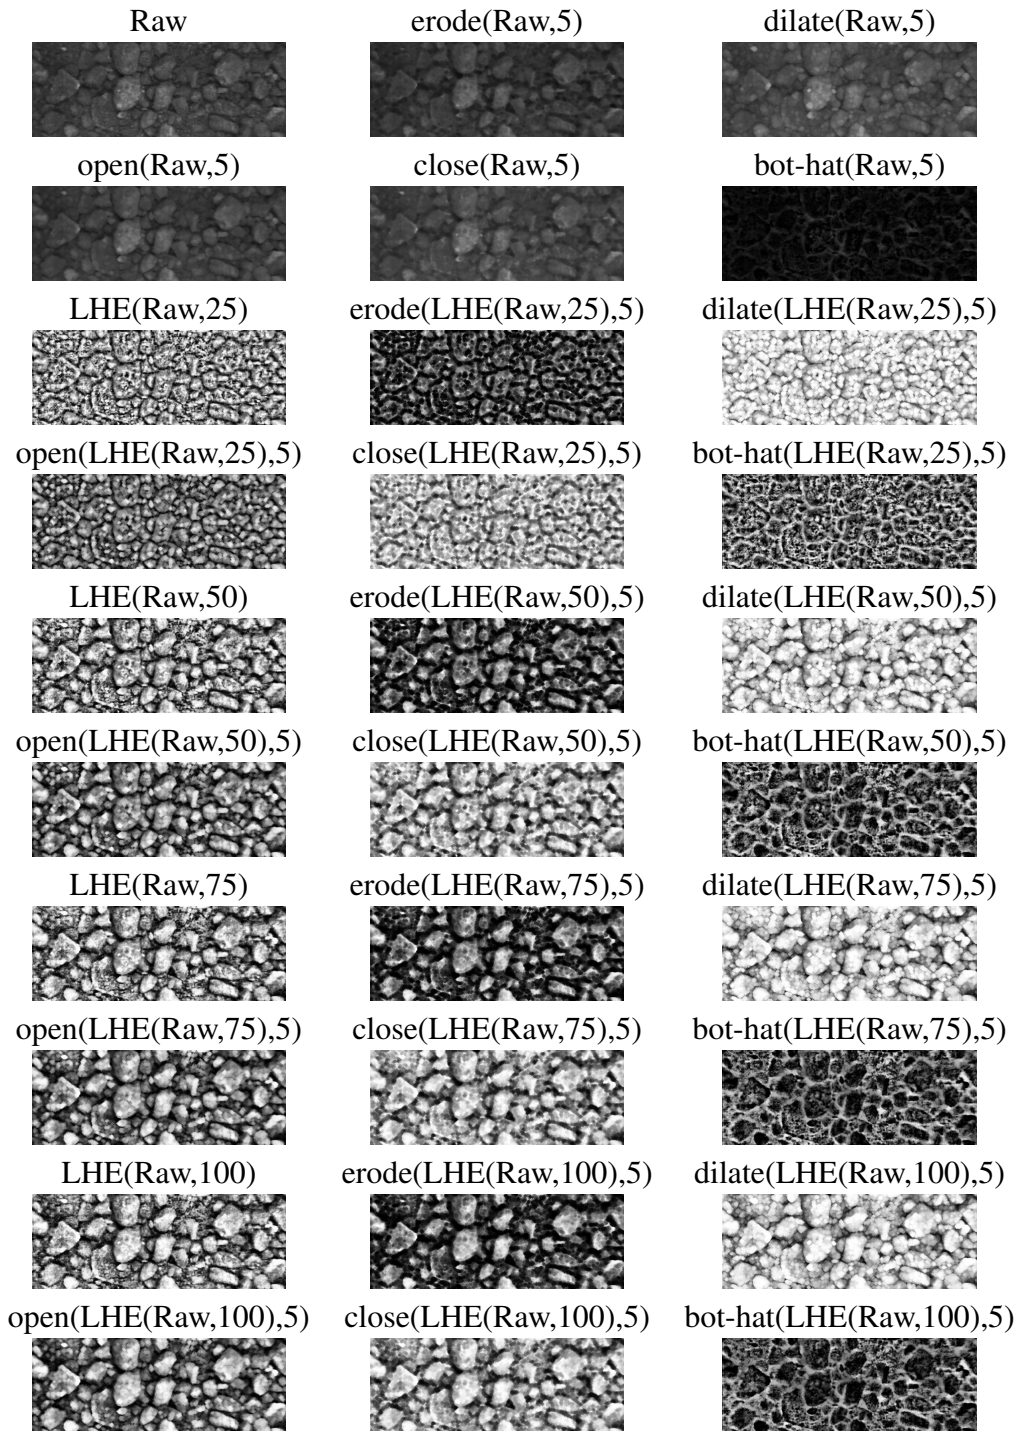 Raw erode(Raw,5) dilate(Raw,5)
open(Raw,5) close(Raw,5) bot-hat(Raw,5)
LHE(Raw,25) erode(LHE(Raw,25),5) dilate(LHE(Raw,25),5)
open(LHE(Raw,25),5) close(LHE(Raw,25),5) bot-hat(LHE(Raw,25),5)
LHE(Raw,50) erode(LHE(Raw,50),5) dilate(LHE(Raw,50),5)
open(LHE(Raw,50),5) close(LHE(Raw,50),5) bot-hat(LHE(Raw,50),5)
LHE(Raw,75) erode(LHE(Raw,75),5) dilate(LHE(Raw,75),5)
open(LHE(Raw,75),5) close(LHE(Raw,75),5) bot-hat(LHE(Raw,75),5)
LHE(Raw,100) erode(LHE(Raw,100),5) dilate(LHE(Raw,100),5)
open(LHE(Raw,100),5) close(LHE(Raw,100),5) bot-hat(LHE(Raw,100),5)